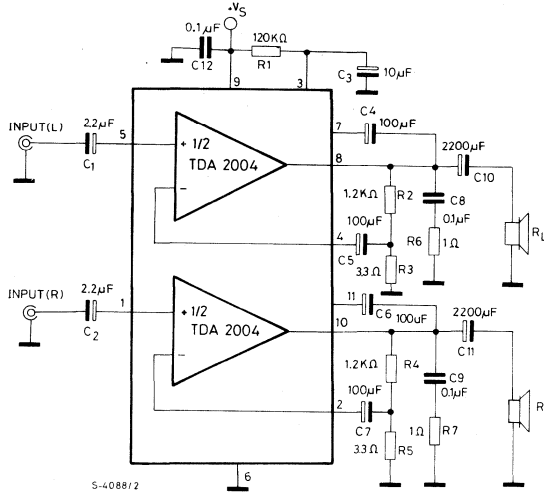 +VS
0.1µF
C12
120KΩ
R1
C3
10µF
9
3
INPUT(L)
2.2µF
C1
5
+ 1/2
TDA 2004
–
7
C4
100µF
8
2200µF
C10
1.2KΩ
R2
C8
0.1µF
100µF
4
C5
R6
1Ω
3.3Ω
R3
RL
INPUT(R)
2.2µF
C2
1
+ 1/2
TDA 2004
–
11
C6
100uF
10
2200µF
C11
1.2KΩ
R4
C9
0.1µF
100µF
2
C7
1Ω
R7
3.3Ω
R5
R
6
S-4088/2